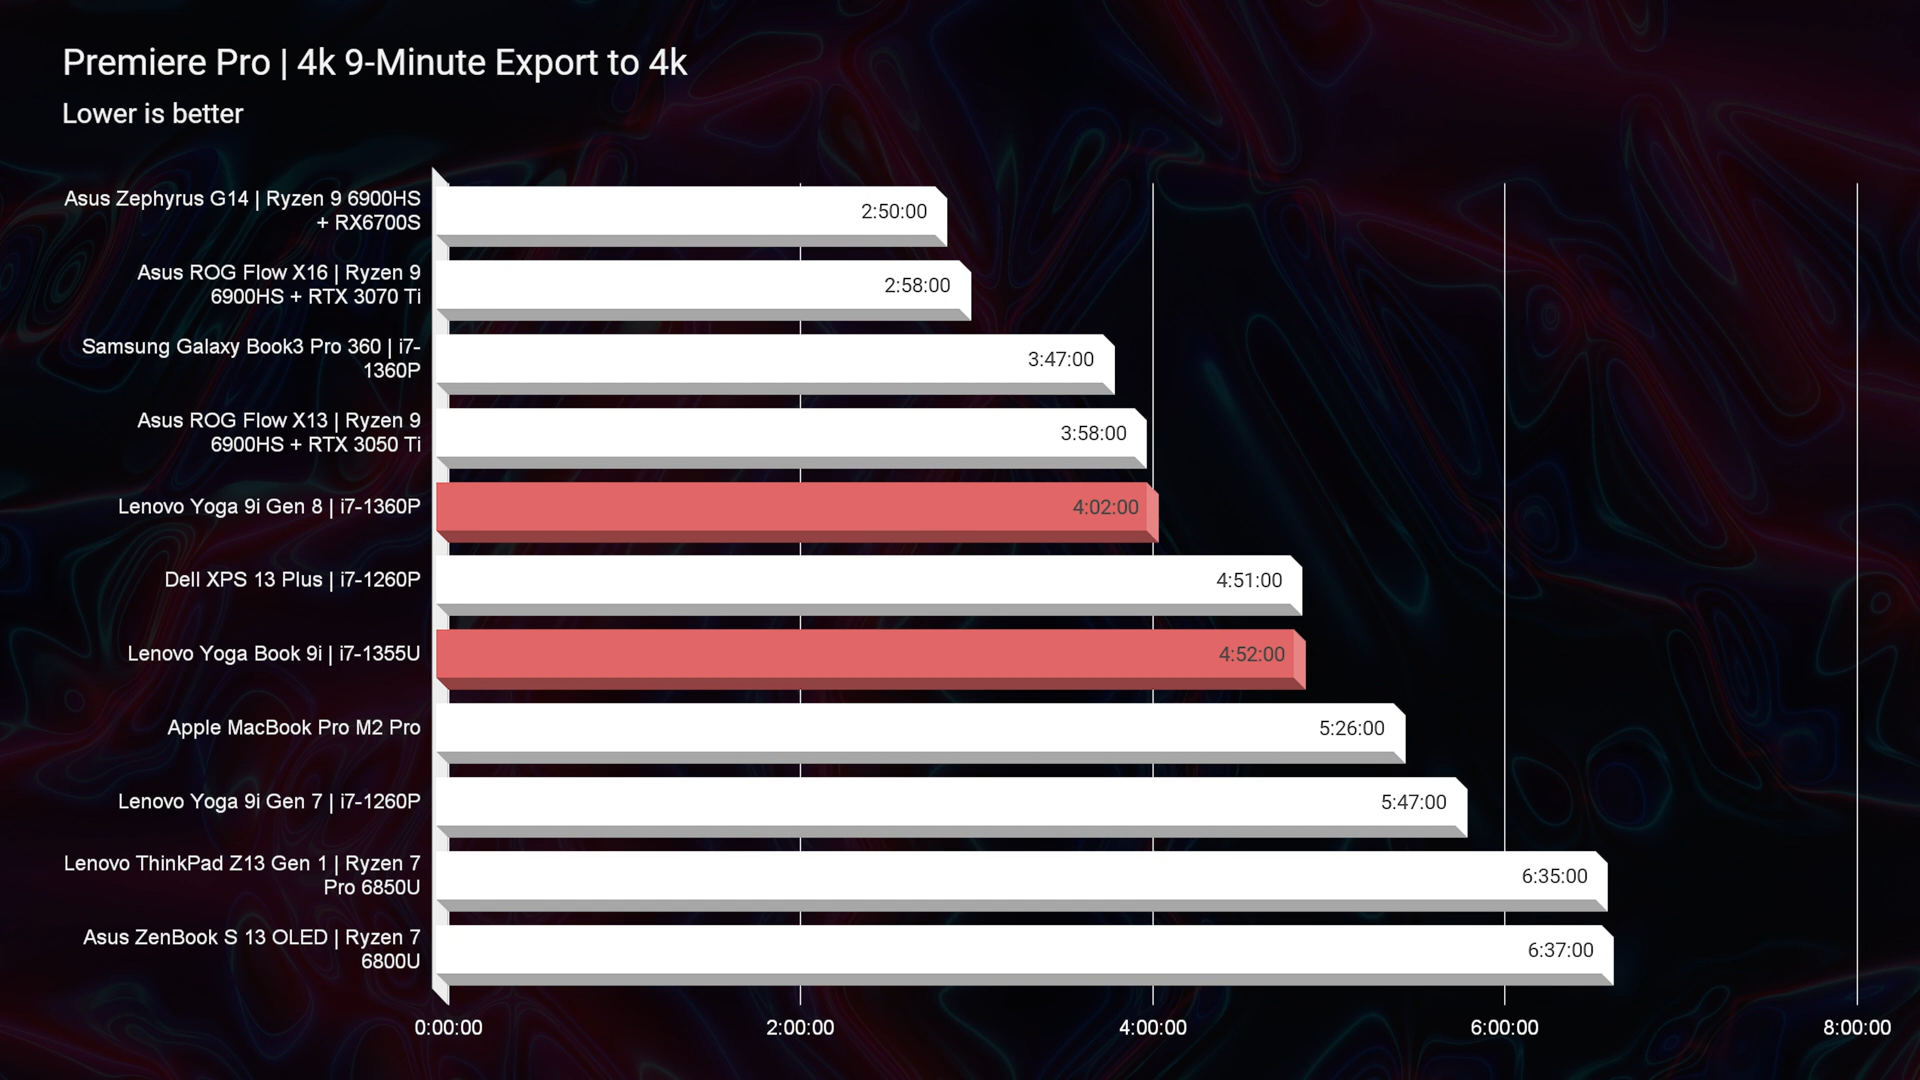 Premiere Pro | 4k 9-Minute Export to 4k
Lower is better
Asus Zephyrus G14 | Ryzen 9 6900HS
+ RX6700S
2:50:00
Asus ROG Flow X16 | Ryzen 9
6900HS + RTX 3070 Ti
2:58:00
Samsung Galaxy Book3 Pro 360 | i7-
1360P
3:47:00
Asus ROG Flow X13 | Ryzen 9
6900HS + RTX 3050 Ti
3:58:00
Lenovo Yoga 9i Gen 8 | i7-1360P
4:02:00
Dell XPS 13 Plus | i7-1260P
4:51:00
Lenovo Yoga Book 9i | i7-1355U
4:52:00
Apple MacBook Pro M2 Pro
5:26:00
Lenovo Yoga 9i Gen 7 | i7-1260P
5:47:00
Lenovo ThinkPad Z13 Gen 1 | Ryzen 7
Pro 6850U
6:35:00
Asus ZenBook S 13 OLED | Ryzen 7
6800U
6:37:00
0:00:00 2:00:00 4:00:00 6:00:00 8:00:00